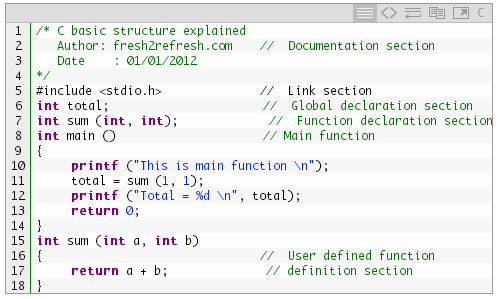 C
1 /* C basic structure explained
2 Author: fresh2refresh.com // Documentation section
3 Date : 01/01/2012
4 */
5 #include <stdio.h> // Link section
6 int total; // Global declaration section
7 int sum (int, int); // Function declaration section
8 int main () // Main function
9 {
10 printf ("This is main function \n");
11 total = sum (1, 1);
12 printf ("Total = %d \n", total);
13 return 0;
14 }
15 int sum (int a, int b)
16 { // User defined function
17 return a + b; // definition section
18 }